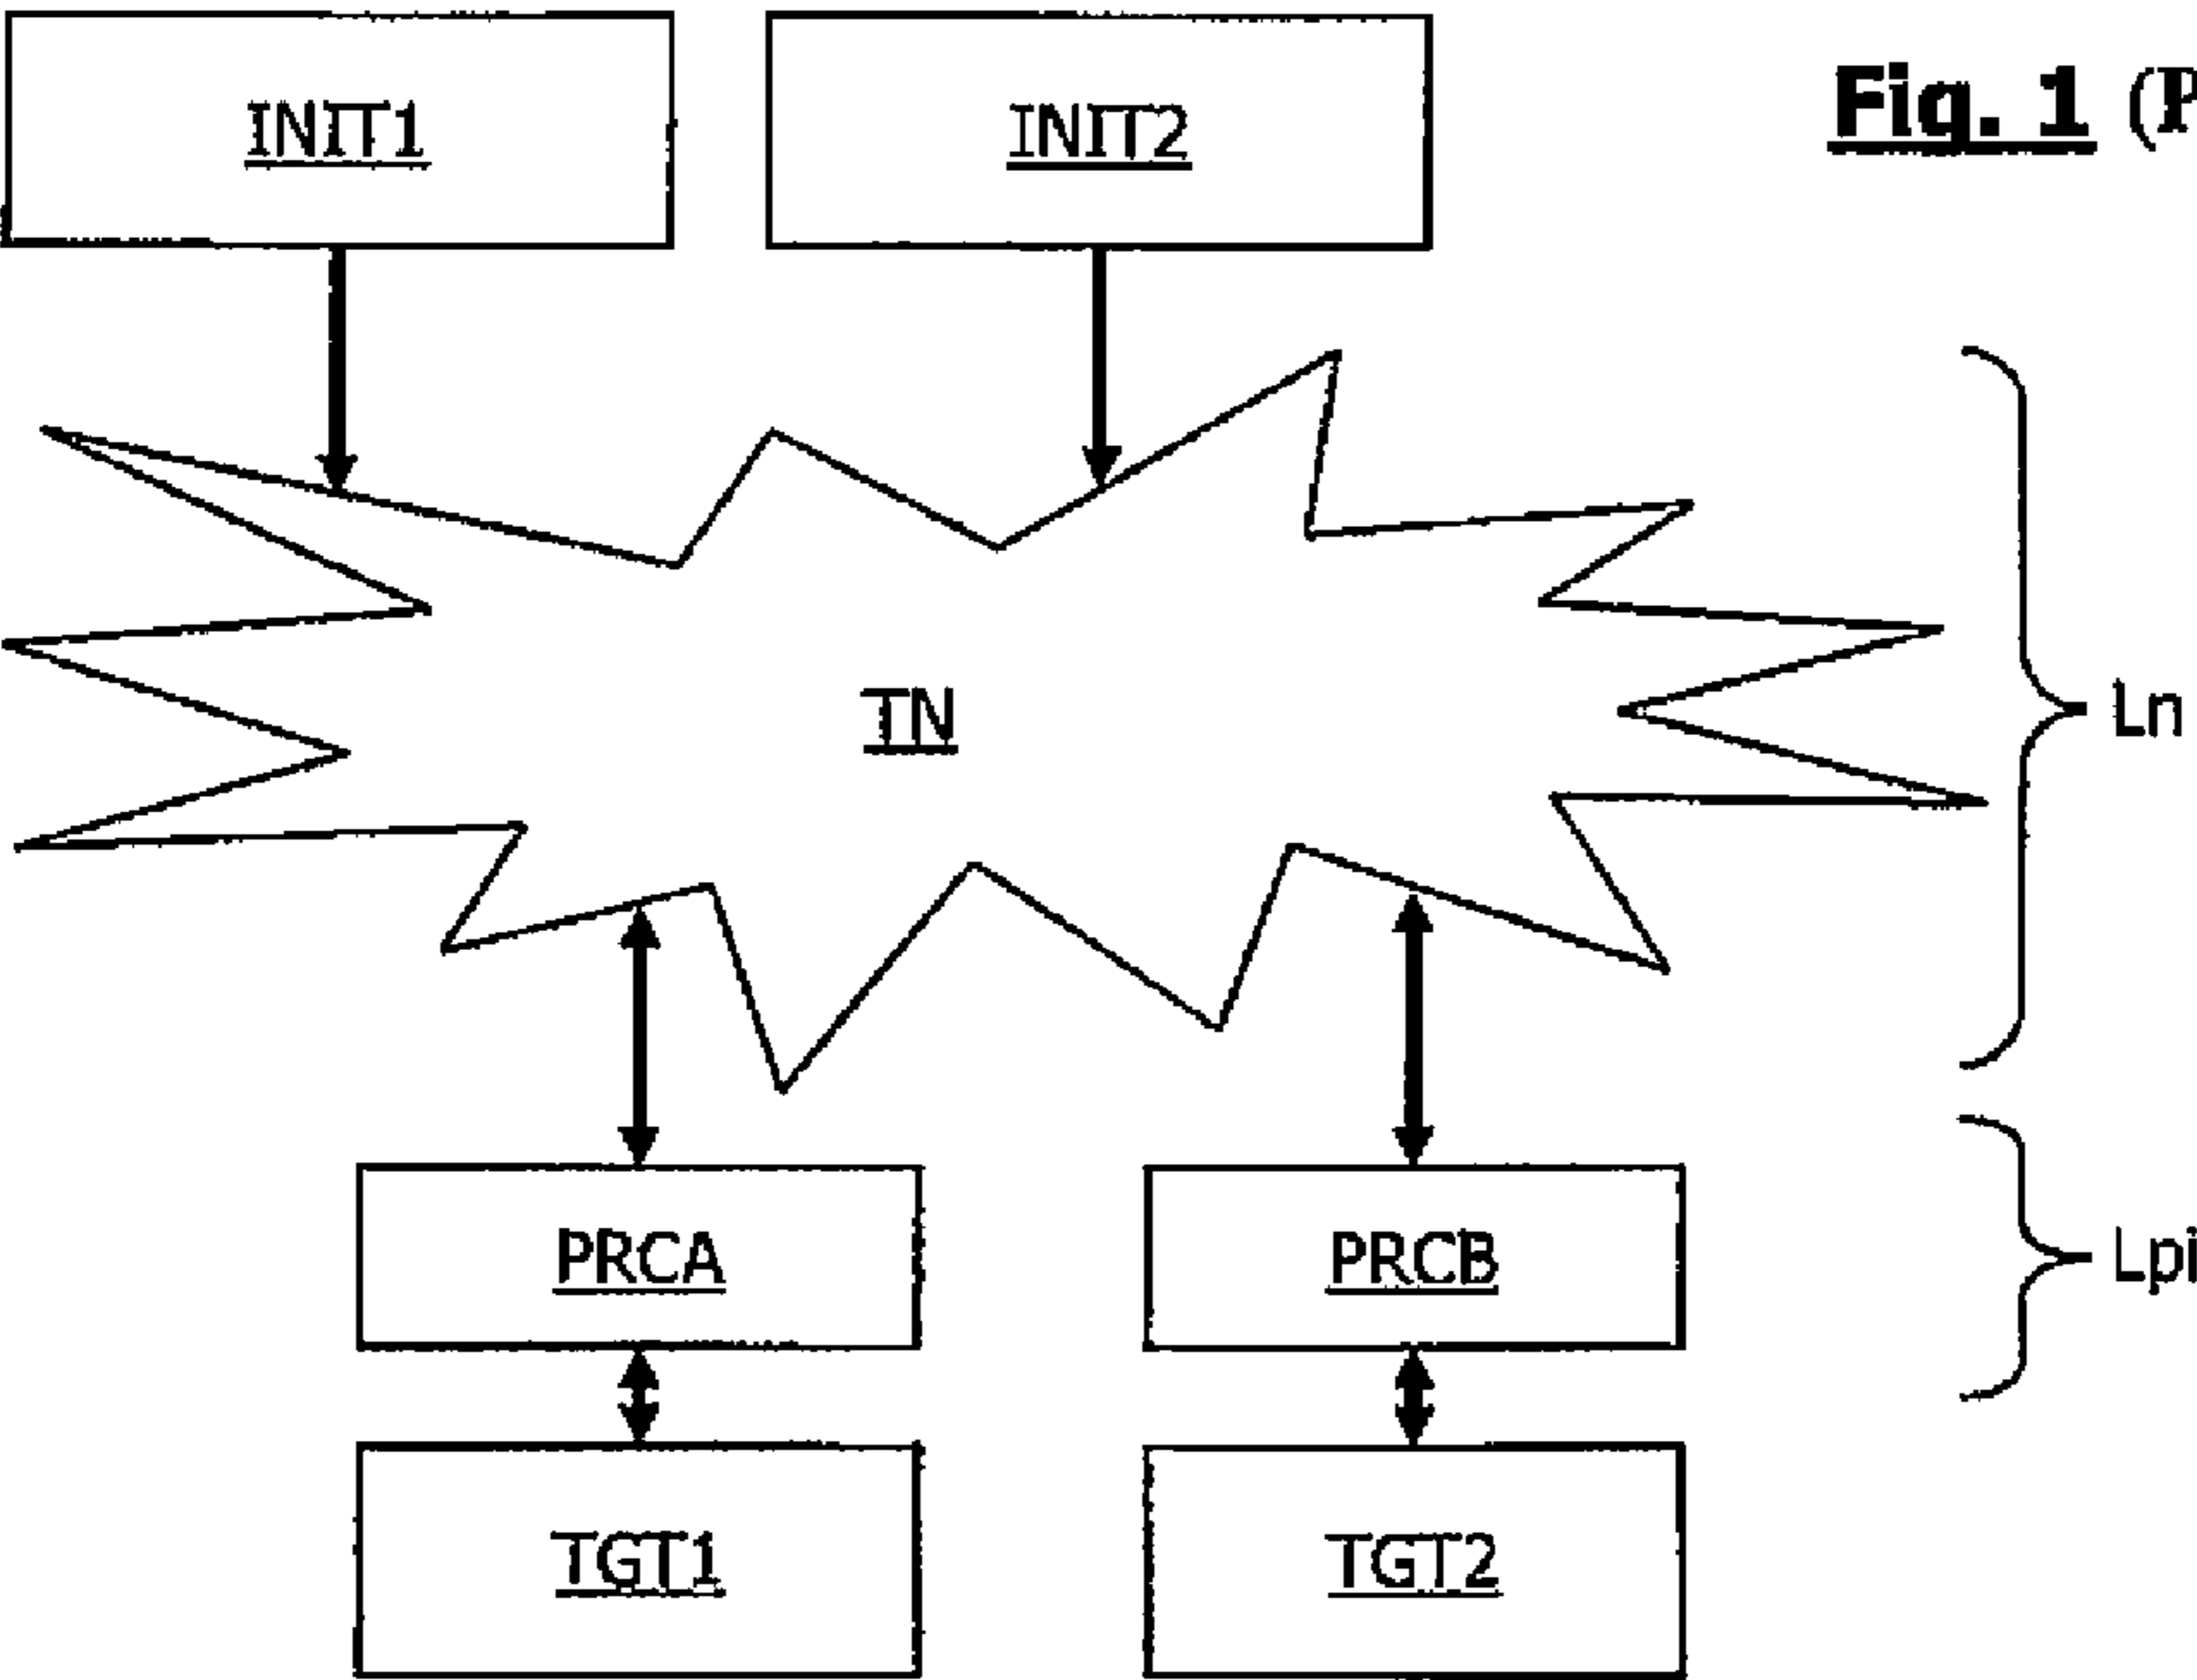 INIT1
INIT2
Fig. 1 (P
TN
Ln
PRCA
PRCB
Lpi
TGT1
TGT2